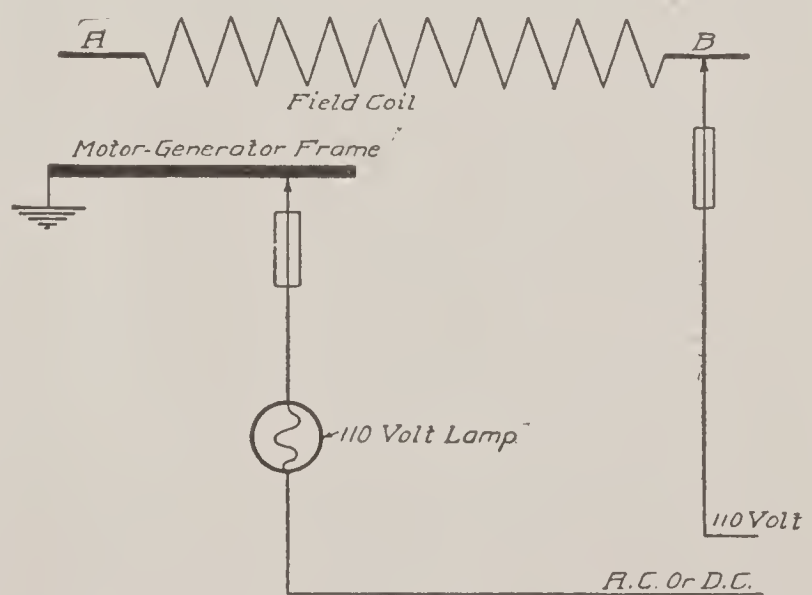 A
B
Field Coil
Motor-Generator Frame
110 Volt Lamp
110 Volt
A.C. Or D.C.